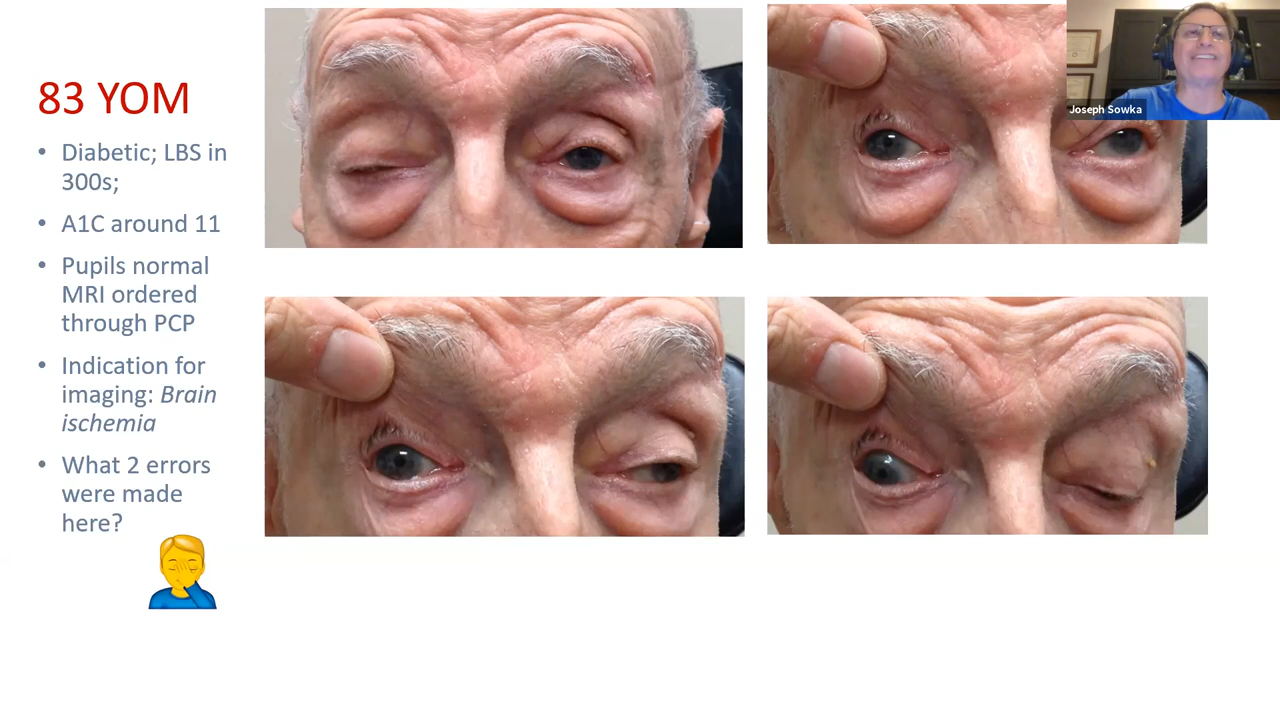 83 YOM
• Diabetic; LBS in
300s;
• A1C around 11
• Pupils normal
MRI ordered
through PCP
• Indication for
imaging: Brain
ischemia
• What 2 errors
were made
here?
Joseph Sowka